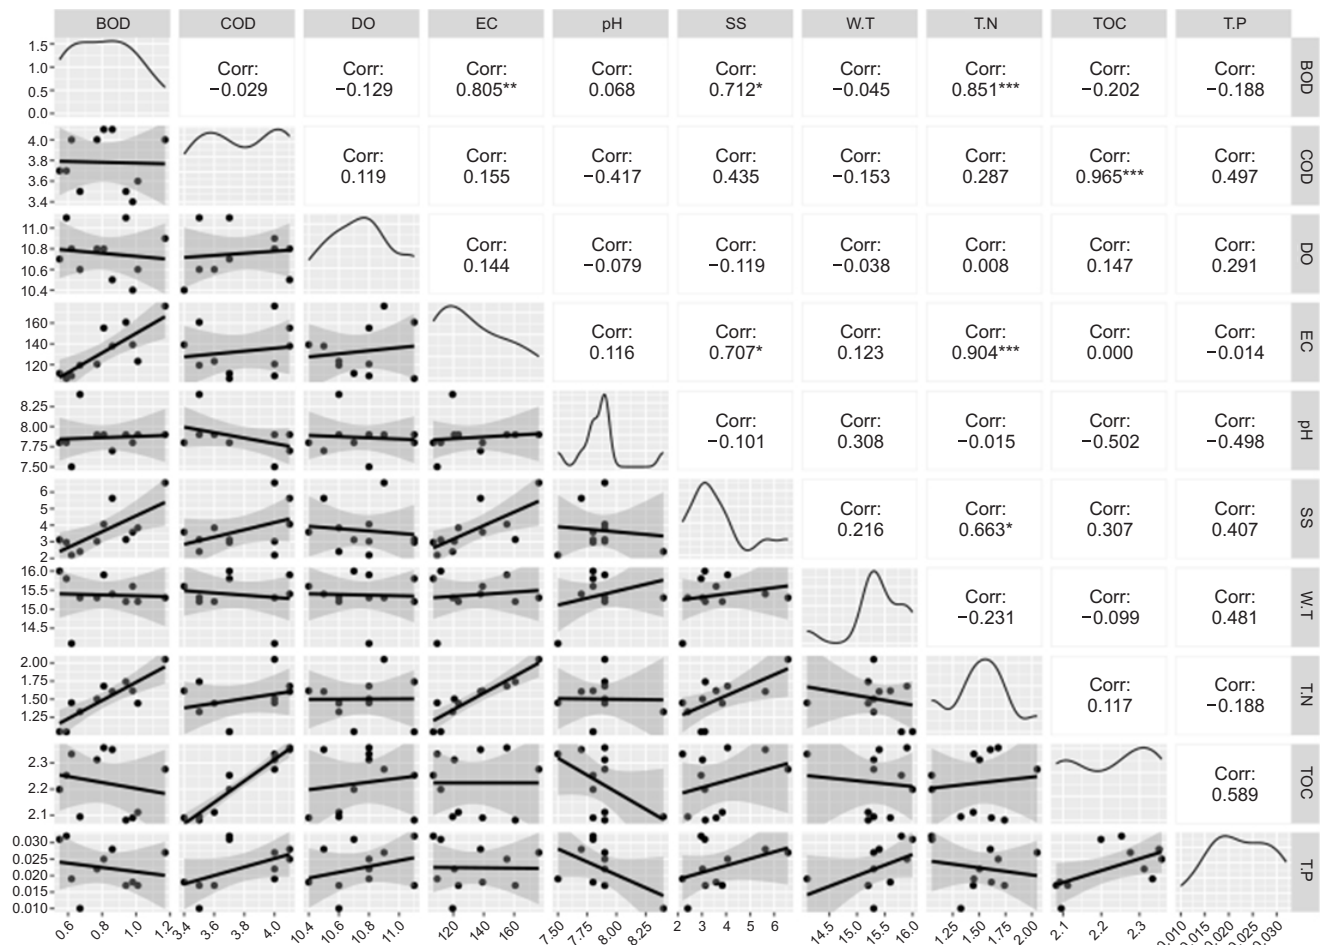 BOD COD DO EC pH SS W.T T.N TOC T.P
1.5
1.0
0.5
0.0
Corr: Corr: Corr: Corr: Corr: Corr: Corr: Corr: Corr:
−0.029 −0.129 0.805** 0.068 0.712* −0.045 0.851*** −0.202 −0.188
BOD
4.0
3.8
3.6
3.4
Corr: Corr: Corr: Corr: Corr: Corr: Corr: Corr:
0.119 0.155 −0.417 0.435 −0.153 0.287 0.965*** 0.497
COD
11.0
10.8
10.6
10.4
Corr: Corr: Corr: Corr: Corr: Corr: Corr:
0.144 −0.079 −0.119 −0.038 0.008 0.147 0.291
DO
160
140
120
Corr: Corr: Corr: Corr: Corr: Corr:
0.116 0.707* 0.123 0.904*** 0.000 −0.014
EC
8.25
8.00
7.75
7.50
Corr: Corr: Corr: Corr: Corr:
−0.101 0.308 −0.015 −0.502 −0.498
pH
6
5
4
3
2
Corr: Corr: Corr: Corr:
0.216 0.663* 0.307 0.407
SS
16.0
15.5
15.0
14.5
Corr: Corr: Corr:
−0.231 −0.099 0.481
W.T
2.00
1.75
1.50
1.25
Corr: Corr:
0.117 −0.188
T.N
2.3
2.2
2.1
Corr:
0.589
TOC
0.030
0.025
0.020
0.015
0.010
T.P
0.6 0.8 1.0 1.2 3.4 3.6 3.8 4.0 10.4 10.6 10.8 11.0 120 140 160 7.50 7.75 8.00 8.25 2 3 4 5 6 14.5 15.0 15.5 16.0 1.25 1.50 1.75 2.00 2.1 2.2 2.3 0.010 0.015 0.020 0.025 0.030